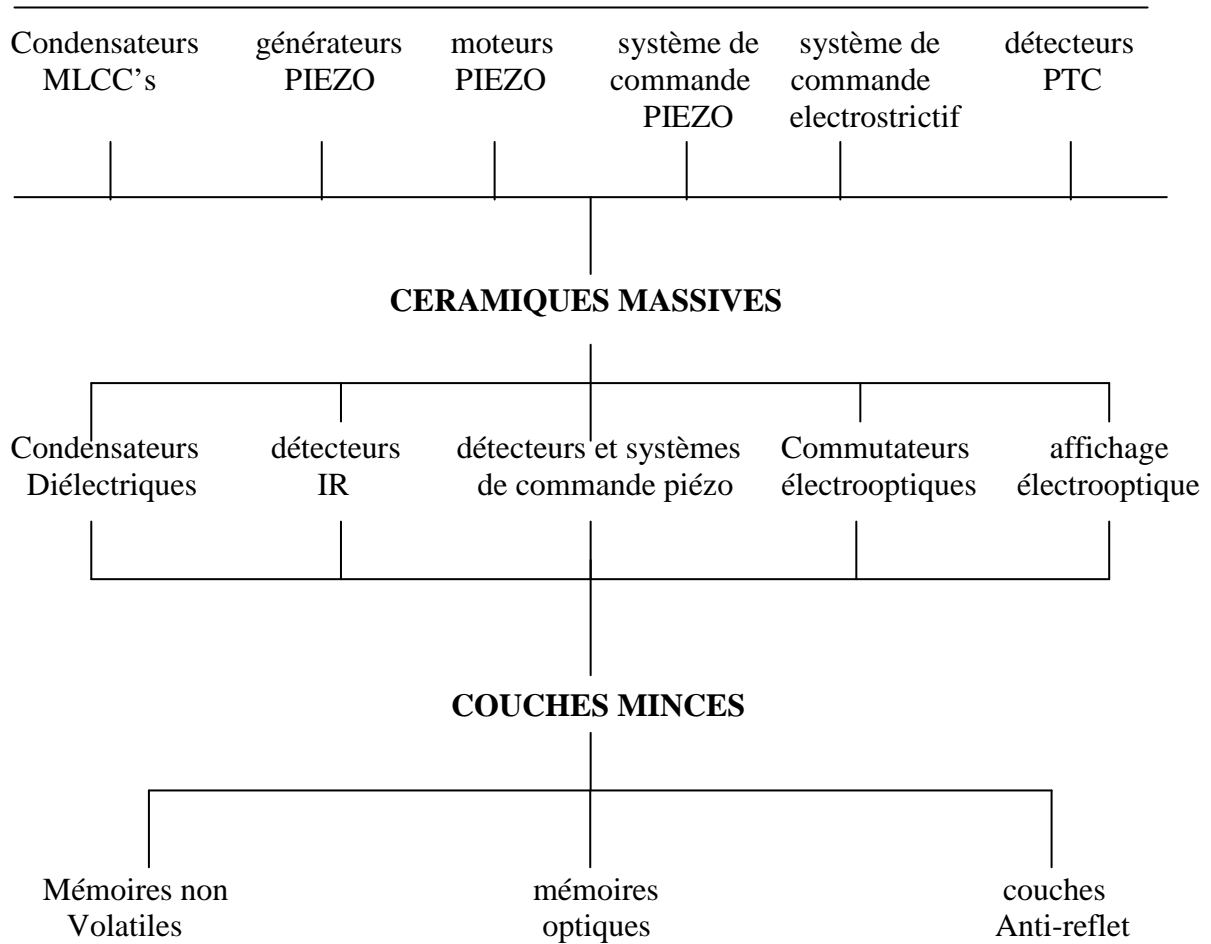 Condensateurs générateurs moteurs système de système de détecteurs
MLCC’s PIEZO PIEZO commande commande PTC
PIEZO electrostrictif
CERAMIQUES MASSIVES
Condensateurs détecteurs détecteurs et systèmes Commutateurs affichage
Diélectriques IR de commande piézo électrooptiques électrooptique
COUCHES MINCES
Mémoires non mémoires couches
Volatiles optiques Anti-reflet